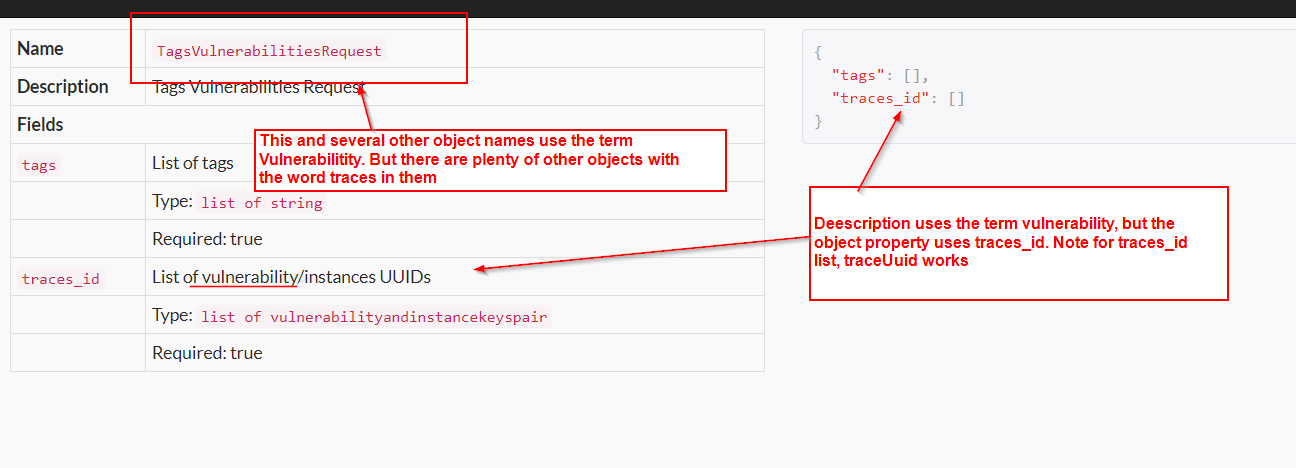 Name
TagsVulnerabilitiesRequest
Description
Tags Vulnerabilities Request
Fields
This and several other object names use the term
Vulnerabilitity. But there are plenty of other objects with
the word traces in them
tags
List of tags
Type: list of string
Required: true
traces_id
List of vulnerability/instances UUIDs
Type: list of vulnerabilityandinstancekeyspair
Required: true
{
"tags": [],
"traces_id": []
}
Deescription uses the term vulnerability, but the
object property uses traces_id. Note for traces_id
list, traceUuid works